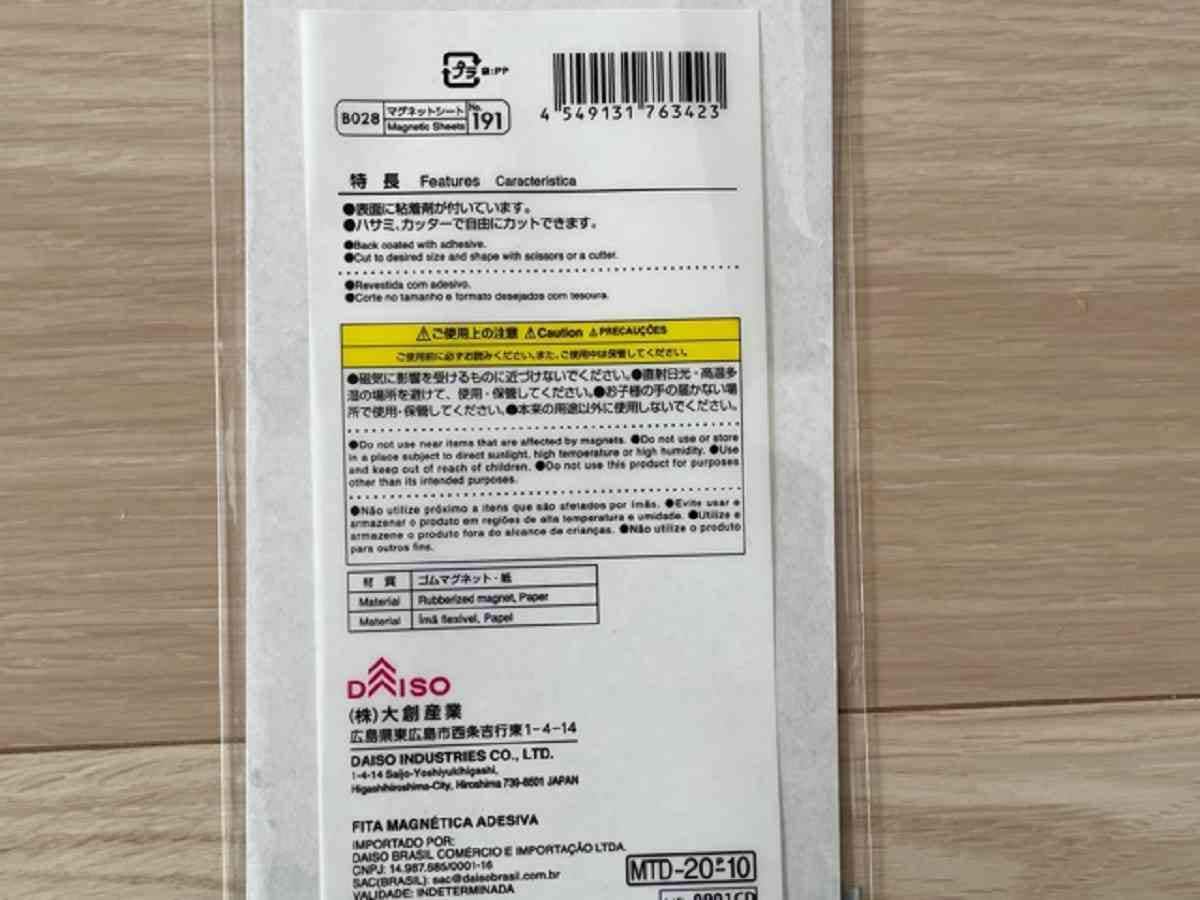 プラ 袋:PP
B028 マグネットシート Magnetic Sheets No. 191
4 549131 763423
特長 Features Característica
●表面に粘着剤が付いています。
●ハサミ、カッターで自由にカットできます。
●Back coated with adhesive.
●Cut to desired size and shape with scissors or a cutter.
●Revestida com adesivo.
●Corte no tamanho e formato desejados com tesoura.
⚠ご使用上の注意 ⚠Caution ⚠PRECAUÇÕES
ご使用前に必ずお読みください。また、ご使用中は保管してください。
●磁気に影響を受けるものに近づけないでください。●直射日光・高温多
湿の場所を避けて、使用・保管してください。●お子様の手の届かない場
所で使用・保管してください。●本来の用途以外に使用しないでください。
●Do not use near items that are affected by magnets. ●Do not use or store
in a place subject to direct sunlight, high temperature or high humidity. ●Use
and keep out of reach of children. ●Do not use this product for purposes
other than its intended purposes.
●Não utilize próximo a itens que são afetados por ímãs. ●Evite usar e
armazenar o produto em regiões de alta temperatura e umidade. ●Utilize e
armazene o produto fora do alcance de crianças. ●Não utilize o produto
para outros fins.
材質 ゴムマグネット・紙
Material Rubberized magnet, Paper
Material Ímã flexível, Papel
DAISO
(株)大創産業
広島県東広島市西条吉行東1-4-14
DAISO INDUSTRIES CO., LTD.
1-4-14 Saijo-Yoshiyukihigashi,
Higashihiroshima-City, Hiroshima 739-8501 JAPAN
FITA MAGNÉTICA ADESIVA
IMPORTADO POR:
DAISO BRASIL COMÉRCIO E IMPORTAÇÃO LTDA.
CNPJ: 14.987.685/0001-16
SAC(BRASIL): sac@daisobrasil.com.br
VALIDADE: INDETERMINADA
MTD-20-10